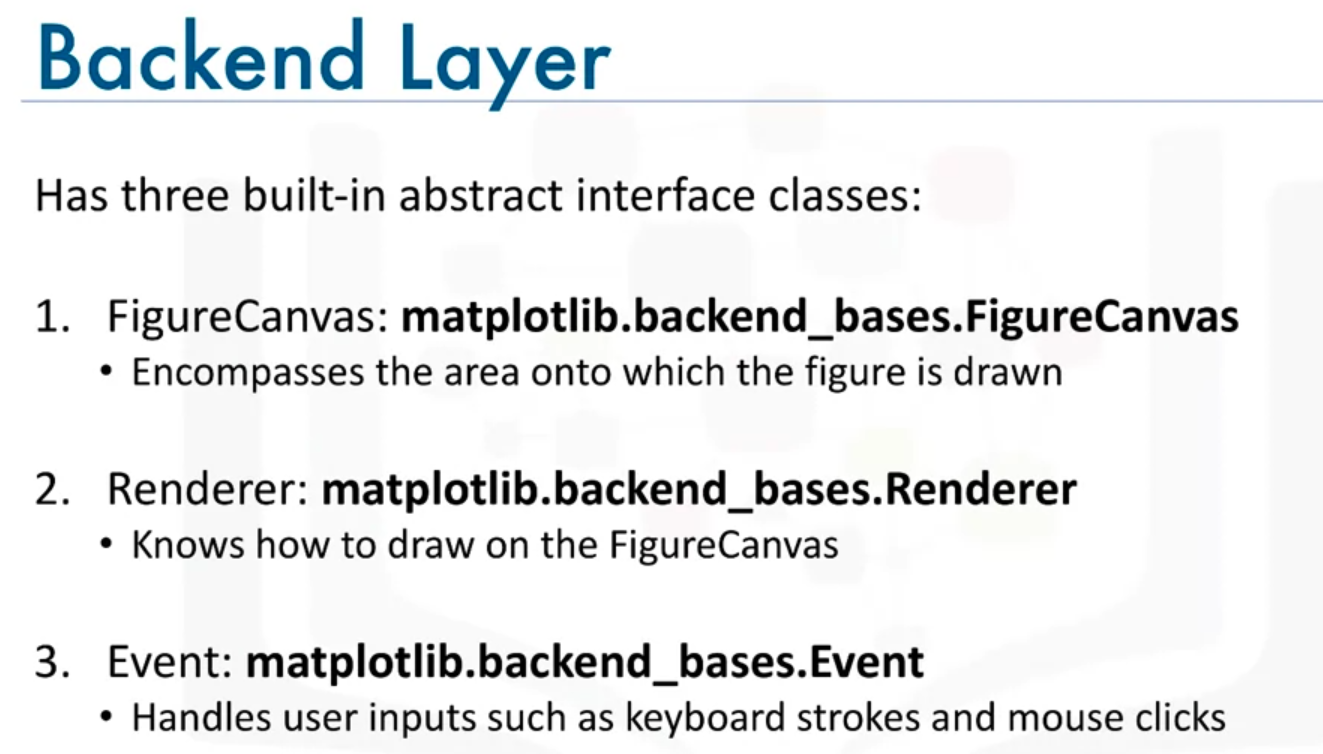 Backend Layer
Has three built-in abstract interface classes:
1. FigureCanvas: matplotlib.backend_bases.FigureCanvas
• Encompasses the area onto which the figure is drawn
2. Renderer: matplotlib.backend_bases.Renderer
• Knows how to draw on the FigureCanvas
3. Event: matplotlib.backend_bases.Event
• Handles user inputs such as keyboard strokes and mouse clicks